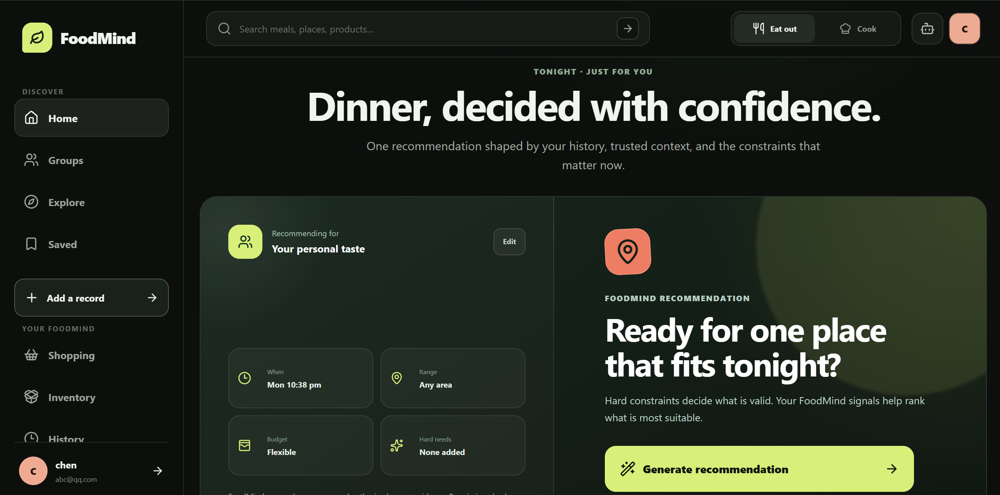 FoodMind
DISCOVER
Home
Groups
Explore
Saved
Add a record
YOUR FOODMIND
Shopping
Inventory
History
c
chen
abc@qq.com
Search meals, places, products...
Eat out
Cook
c
TONIGHT · JUST FOR YOU
Dinner, decided with confidence.
One recommendation shaped by your history, trusted context, and the constraints that
matter now.
Recommending for
Your personal taste
Edit
When
Mon 10:38 pm
Range
Any area
Budget
Flexible
Hard needs
None added
FOODMIND RECOMMENDATION
Ready for one place
that fits tonight?
Hard constraints decide what is valid. Your FoodMind signals help rank
what is most suitable.
Generate recommendation